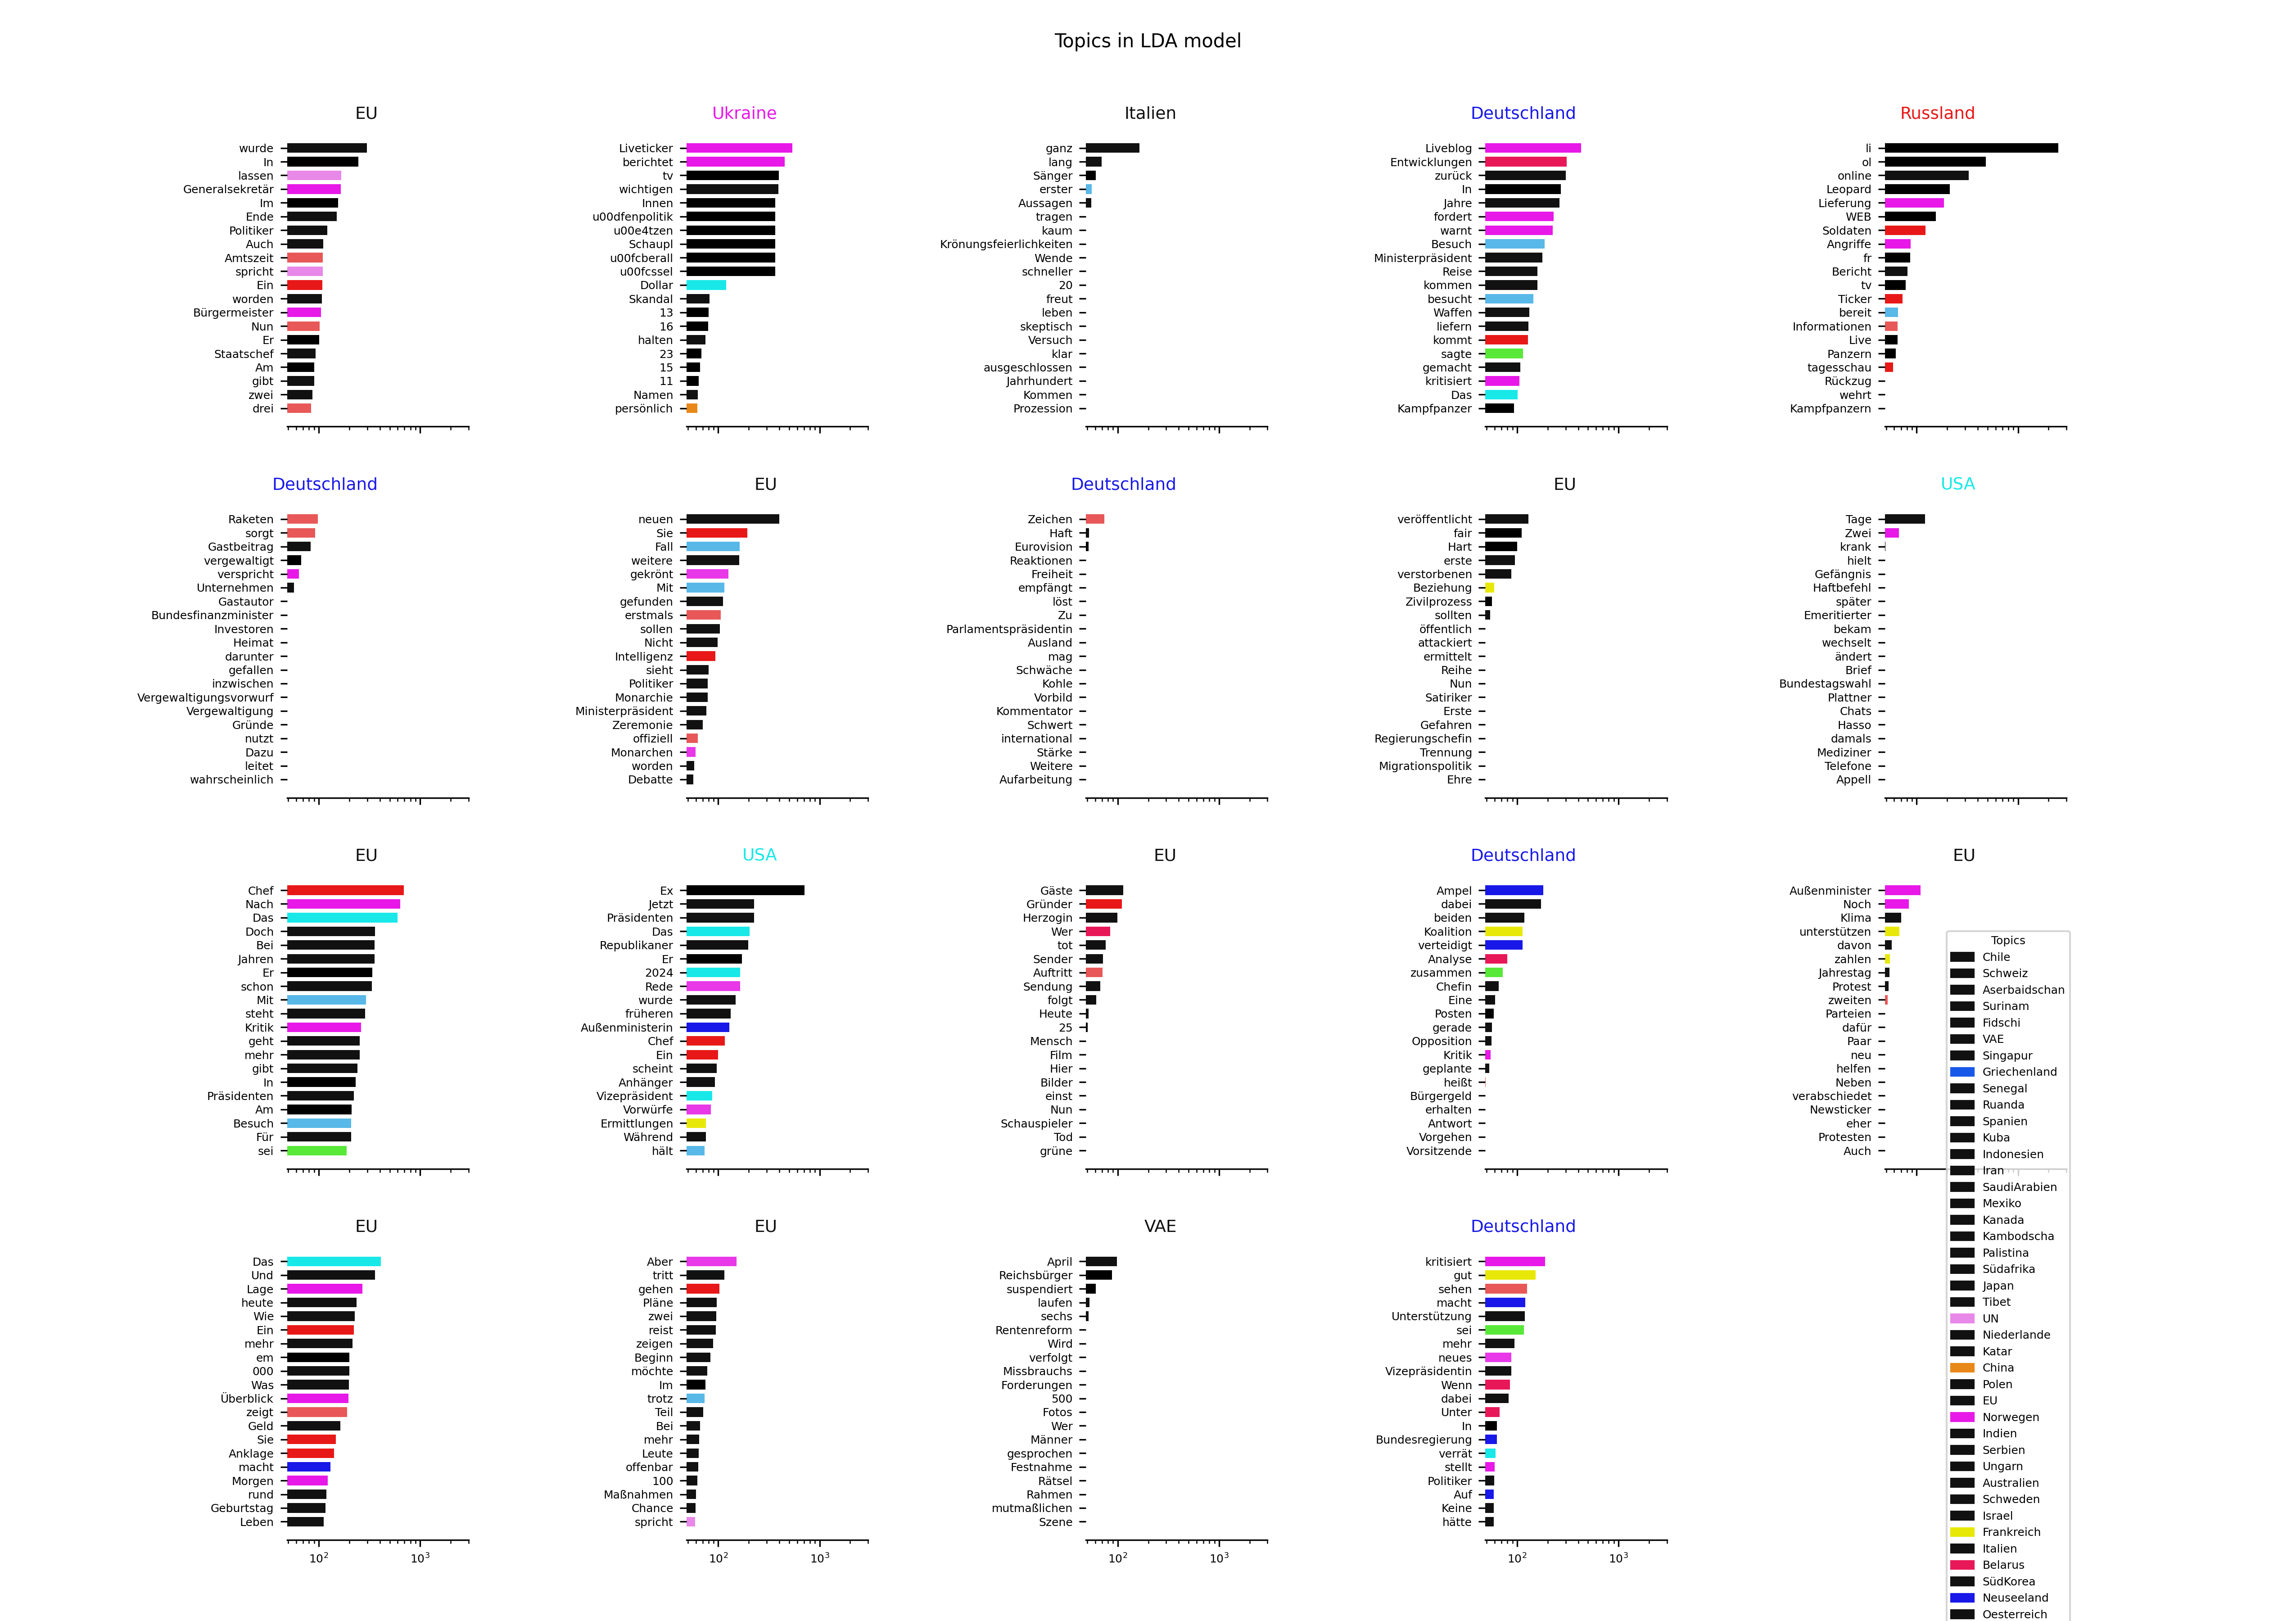 Topics in LDA model
EU
wurde
In
lassen
Generalsekretär
Im
Ende
Politiker
Auch
Amtszeit
spricht
Ein
worden
Bürgermeister
Nun
Er
Staatschef
Am
gibt
zwei
drei
Ukraine
Liveticker
berichtet
tv
wichtigen
Innen
u00dfenpolitik
u00e4tzen
Schaupl
u00fcberall
u00fcssel
Dollar
Skandal
13
16
halten
23
15
11
Namen
persönlich
Italien
ganz
lang
Sänger
erster
Aussagen
tragen
kaum
Krönungsfeierlichkeiten
Wende
schneller
20
freut
leben
skeptisch
Versuch
klar
ausgeschlossen
Jahrhundert
Kommen
Prozession
Deutschland
Liveblog
Entwicklungen
zurück
In
Jahre
fordert
warnt
Besuch
Ministerpräsident
Reise
kommen
besucht
Waffen
liefern
kommt
sagte
gemacht
kritisiert
Das
Kampfpanzer
Russland
li
ol
online
Leopard
Lieferung
WEB
Soldaten
Angriffe
fr
Bericht
tv
Ticker
bereit
Informationen
Live
Panzern
tagesschau
Rückzug
wehrt
Kampfpanzern
Deutschland
Raketen
sorgt
Gastbeitrag
vergewaltigt
verspricht
Unternehmen
Gastautor
Bundesfinanzminister
Investoren
Heimat
darunter
gefallen
inzwischen
Vergewaltigungsvorwurf
Vergewaltigung
Gründe
nutzt
Dazu
leitet
wahrscheinlich
EU
neuen
Sie
Fall
weitere
gekrönt
Mit
gefunden
erstmals
sollen
Nicht
Intelligenz
sieht
Politiker
Monarchie
Ministerpräsident
Zeremonie
offiziell
Monarchen
worden
Debatte
Deutschland
Zeichen
Haft
Eurovision
Reaktionen
Freiheit
empfängt
löst
Zu
Parlamentspräsidentin
Ausland
mag
Schwäche
Kohle
Vorbild
Kommentator
Schwert
international
Stärke
Weitere
Aufarbeitung
EU
veröffentlicht
fair
Hart
erste
verstorbenen
Beziehung
Zivilprozess
sollten
öffentlich
attackiert
ermittelt
Reihe
Nun
Satiriker
Erste
Gefahren
Regierungschefin
Trennung
Migrationspolitik
Ehre
USA
Tage
Zwei
krank
hielt
Gefängnis
Haftbefehl
später
Emeritierter
bekam
wechselt
ändert
Brief
Bundestagswahl
Plattner
Chats
Hasso
damals
Mediziner
Telefone
Appell
EU
Chef
Nach
Das
Doch
Bei
Jahren
Er
schon
Mit
steht
Kritik
geht
mehr
gibt
In
Präsidenten
Am
Besuch
Für
sei
USA
Ex
Jetzt
Präsidenten
Das
Republikaner
Er
2024
Rede
wurde
früheren
Außenministerin
Chef
Ein
scheint
Anhänger
Vizepräsident
Vorwürfe
Ermittlungen
Während
hält
EU
Gäste
Gründer
Herzogin
Wer
tot
Sender
Auftritt
Sendung
folgt
Heute
25
Mensch
Film
Hier
Bilder
einst
Nun
Schauspieler
Tod
grüne
Deutschland
Ampel
dabei
beiden
Koalition
verteidigt
Analyse
zusammen
Chefin
Eine
Posten
gerade
Opposition
Kritik
geplante
heißt
Bürgergeld
erhalten
Antwort
Vorgehen
Vorsitzende
EU
Außenminister
Noch
Klima
unterstützen
davon
zahlen
Jahrestag
Protest
zweiten
Parteien
dafür
Paar
neu
helfen
Neben
verabschiedet
Newsticker
eher
Protesten
Auch
EU
Das
Und
Lage
heute
Wie
Ein
mehr
em
000
Was
Überblick
zeigt
Geld
Sie
Anklage
macht
Morgen
rund
Geburtstag
Leben
10² 10³
EU
Aber
tritt
gehen
Pläne
zwei
reist
zeigen
Beginn
möchte
Im
trotz
Teil
Bei
mehr
Leute
offenbar
100
Maßnahmen
Chance
spricht
10² 10³
VAE
April
Reichsbürger
suspendiert
laufen
sechs
Rentenreform
Wird
verfolgt
Missbrauchs
Forderungen
500
Fotos
Wer
Männer
gesprochen
Festnahme
Rätsel
Rahmen
mutmaßlichen
Szene
10² 10³
Deutschland
kritisiert
gut
sehen
macht
Unterstützung
sei
mehr
neues
Vizepräsidentin
Wenn
dabei
Unter
In
Bundesregierung
verrät
stellt
Politiker
Auf
Keine
hätte
10² 10³
Topics
Chile
Schweiz
Aserbaidschan
Surinam
Fidschi
VAE
Singapur
Griechenland
Senegal
Ruanda
Spanien
Kuba
Indonesien
Iran
SaudiArabien
Mexiko
Kanada
Kambodscha
Palistina
Südafrika
Japan
Tibet
UN
Niederlande
Katar
China
Polen
EU
Norwegen
Indien
Serbien
Ungarn
Australien
Schweden
Israel
Frankreich
Italien
Belarus
SüdKorea
Neuseeland
Oesterreich